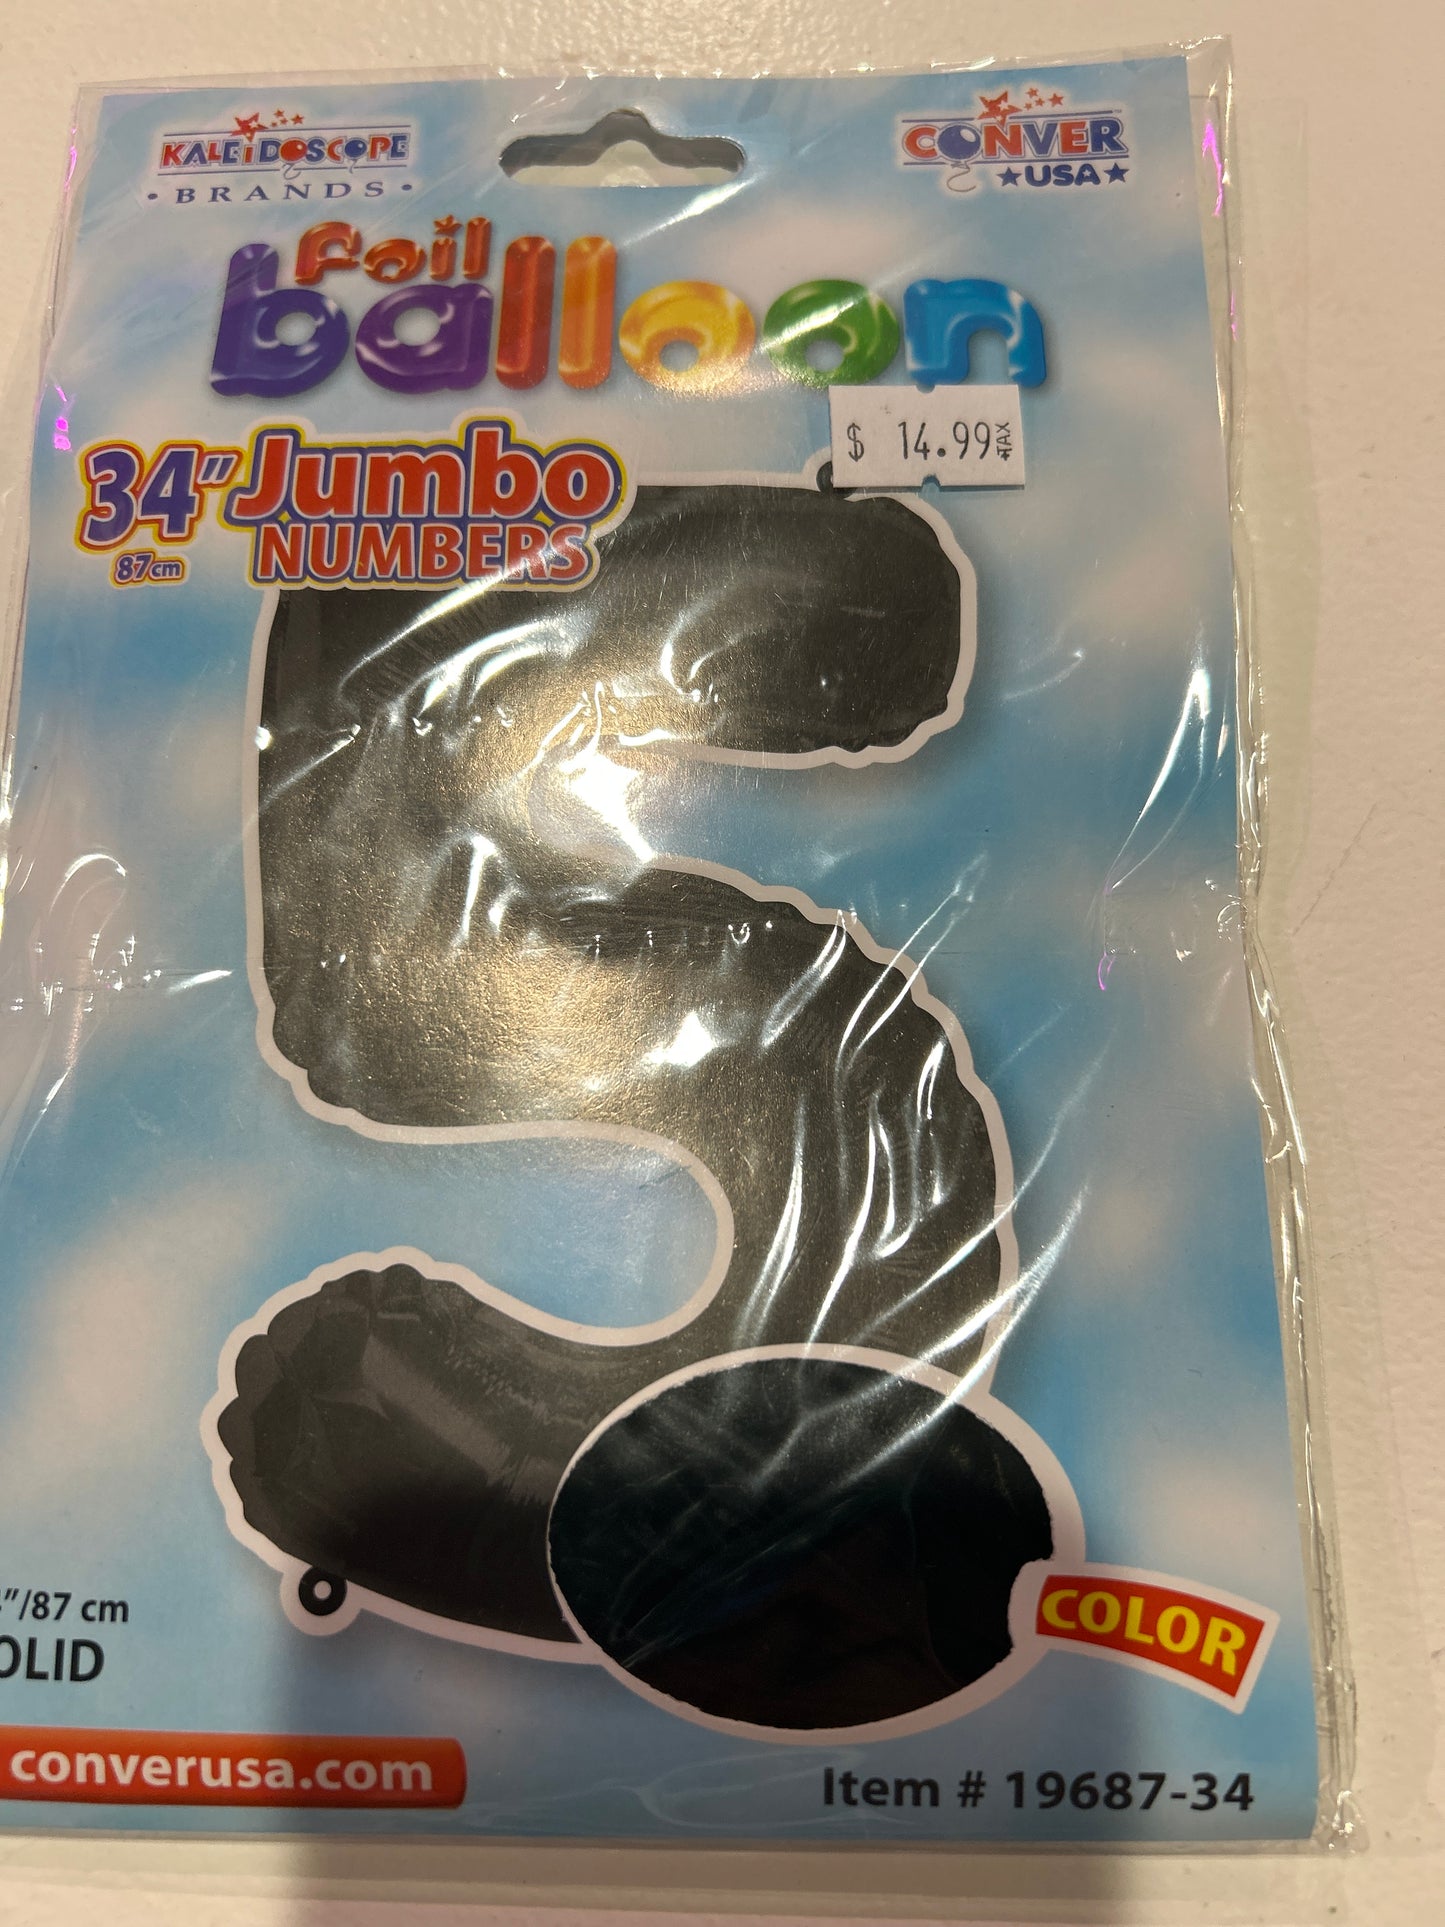 KALEiDOSCOPE
• BRANDS •
CONVER
★USA★
Foil
balloon
$ 14.99 +TAX
34" Jumbo
NUMBERS
87cm
"/87 cm
OLID
COLOR
converusa.com
Item # 19687-34